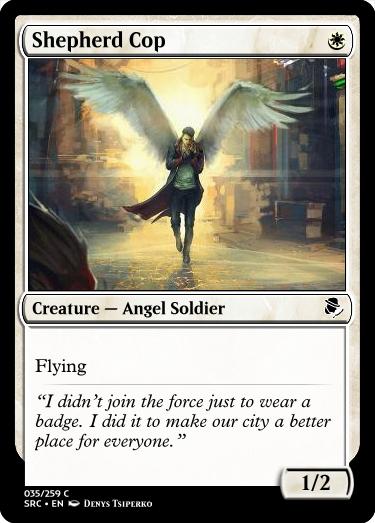 Shepherd Cop
Creature — Angel Soldier
Flying
“I didn’t join the force just to wear a
badge. I did it to make our city a better
place for everyone.”
1/2
035/259 C
SRC • EN Denys Tsiperko